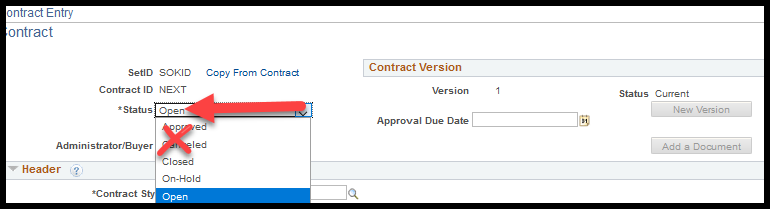 ontract Entry
Contract
SetID SOKID Copy From Contract
Contract ID NEXT
*Status Open
Approved
Canceled
Closed
On-Hold
Open
Administrator/Buyer
Contract Version
Version 1 Status Current
New Version
Approval Due Date
Add a Document
Header
*Contract Sty